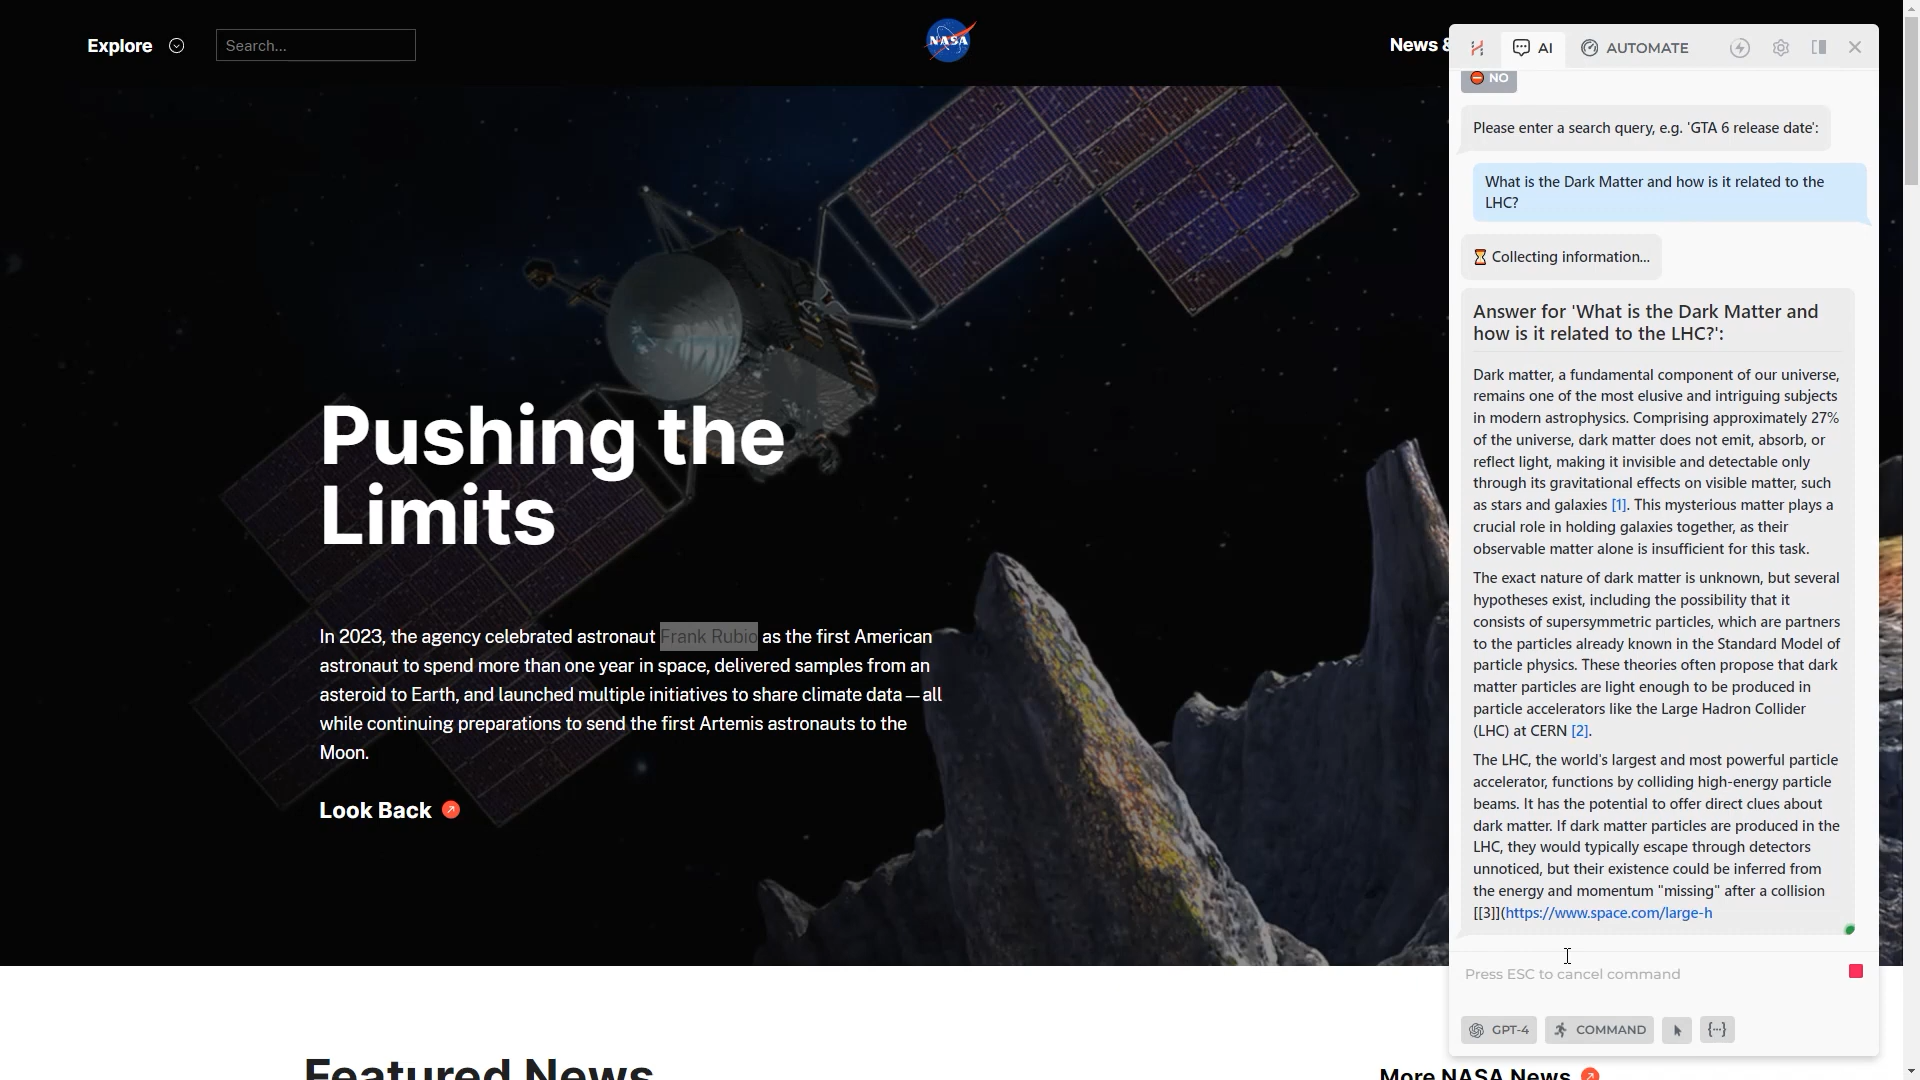 Explore
Search...
NASA
News &
AI
AUTOMATE
NO
Please enter a search query, e.g. 'GTA 6 release date':
What is the Dark Matter and how is it related to the
LHC?
Collecting information...
Answer for 'What is the Dark Matter and
how is it related to the LHC?':
Dark matter, a fundamental component of our universe,
remains one of the most elusive and intriguing subjects
in modern astrophysics. Comprising approximately 27%
of the universe, dark matter does not emit, absorb, or
reflect light, making it invisible and detectable only
through its gravitational effects on visible matter, such
as stars and galaxies [1]. This mysterious matter plays a
crucial role in holding galaxies together, as their
observable matter alone is insufficient for this task.
The exact nature of dark matter is unknown, but several
hypotheses exist, including the possibility that it
consists of supersymmetric particles, which are partners
to the particles already known in the Standard Model of
particle physics. These theories often propose that dark
matter particles are light enough to be produced in
particle accelerators like the Large Hadron Collider
(LHC) at CERN [2].
The LHC, the world's largest and most powerful particle
accelerator, functions by colliding high-energy particle
beams. It has the potential to offer direct clues about
dark matter. If dark matter particles are produced in the
LHC, they would typically escape through detectors
unnoticed, but their existence could be inferred from
the energy and momentum "missing" after a collision
[[3]](https://www.space.com/large-h
Press ESC to cancel command
GPT-4
COMMAND
{...}
Pushing the
Limits
In 2023, the agency celebrated astronaut Frank Rubio as the first American
astronaut to spend more than one year in space, delivered samples from an
asteroid to Earth, and launched multiple initiatives to share climate data—all
while continuing preparations to send the first Artemis astronauts to the
Moon.
Look Back
Featured News
More NASA News